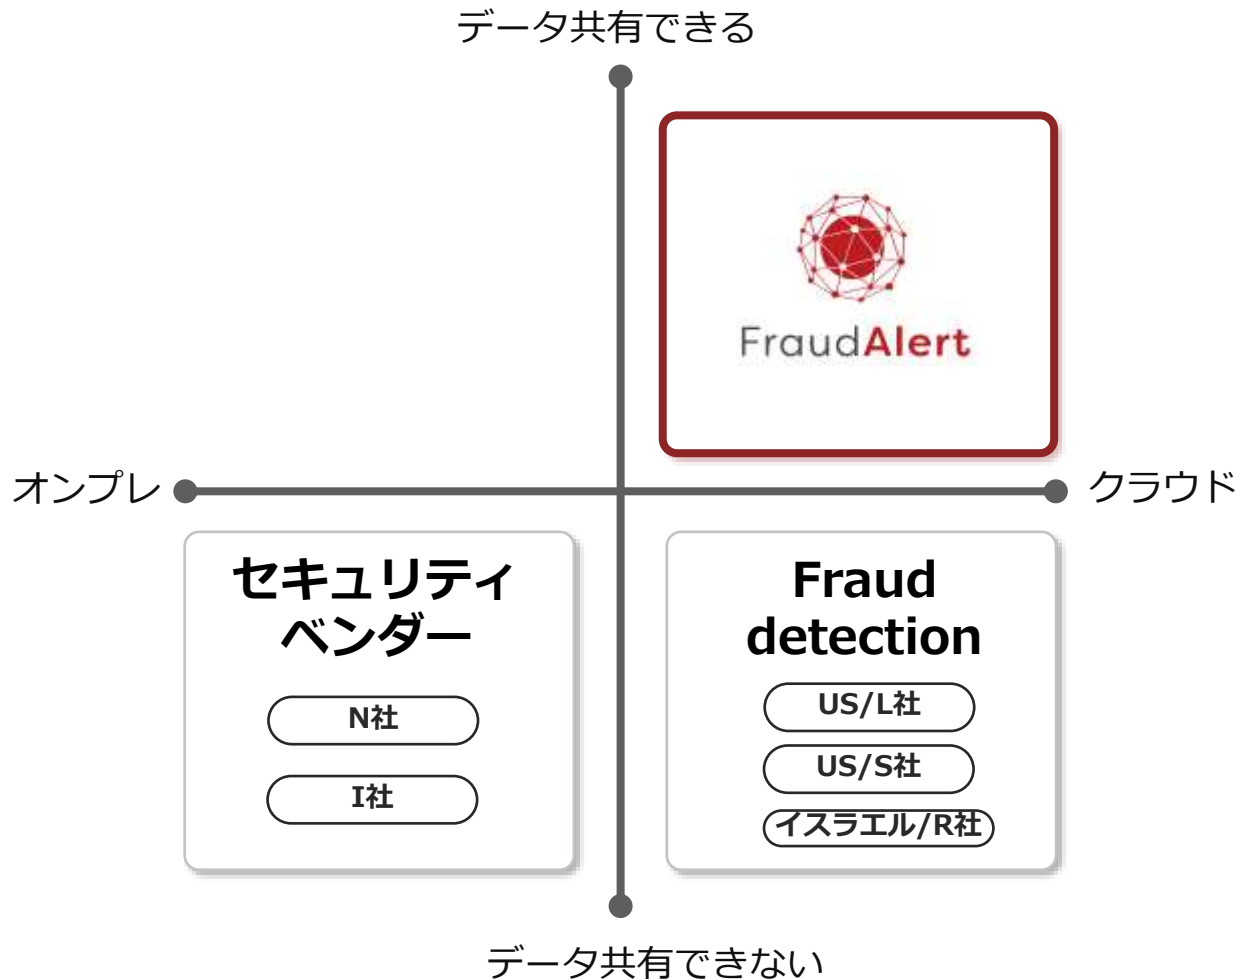 データ共有できる
FraudAlert
オンプレ
クラウド
セキュリティ
ベンダー
N社
I社
Fraud
detection
US/L社
US/S社
イスラエル/R社
データ共有できない